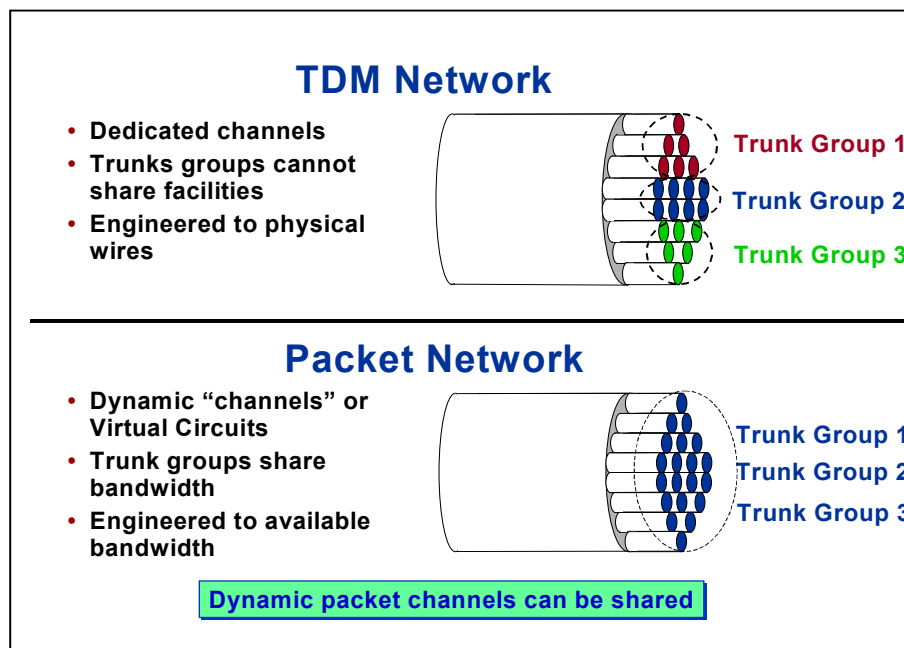 TDM Network
• Dedicated channels
• Trunks groups cannot
share facilities
• Engineered to physical
wires
Trunk Group 1
Trunk Group 2
Trunk Group 3
Packet Network
• Dynamic “channels” or
Virtual Circuits
• Trunk groups share
bandwidth
• Engineered to available
bandwidth
Trunk Group 1
Trunk Group 2
Trunk Group 3
Dynamic packet channels can be shared